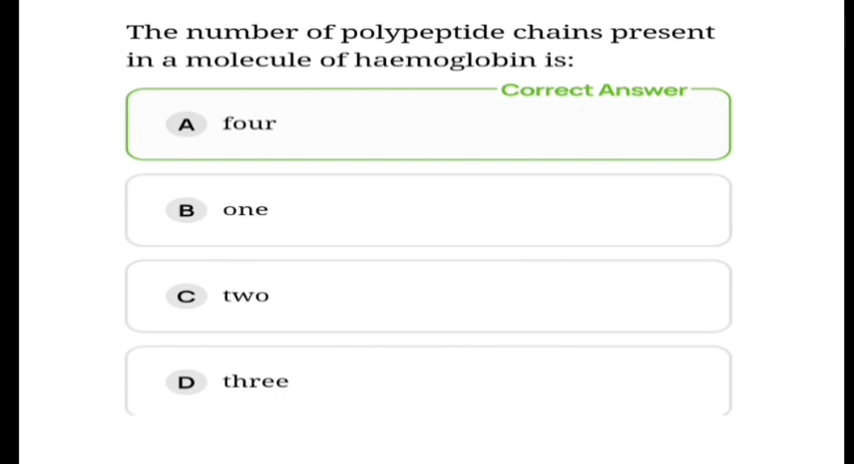 The number of polypeptide chains present
in a molecule of haemoglobin is:
Correct Answer
A four
B one
C two
D three